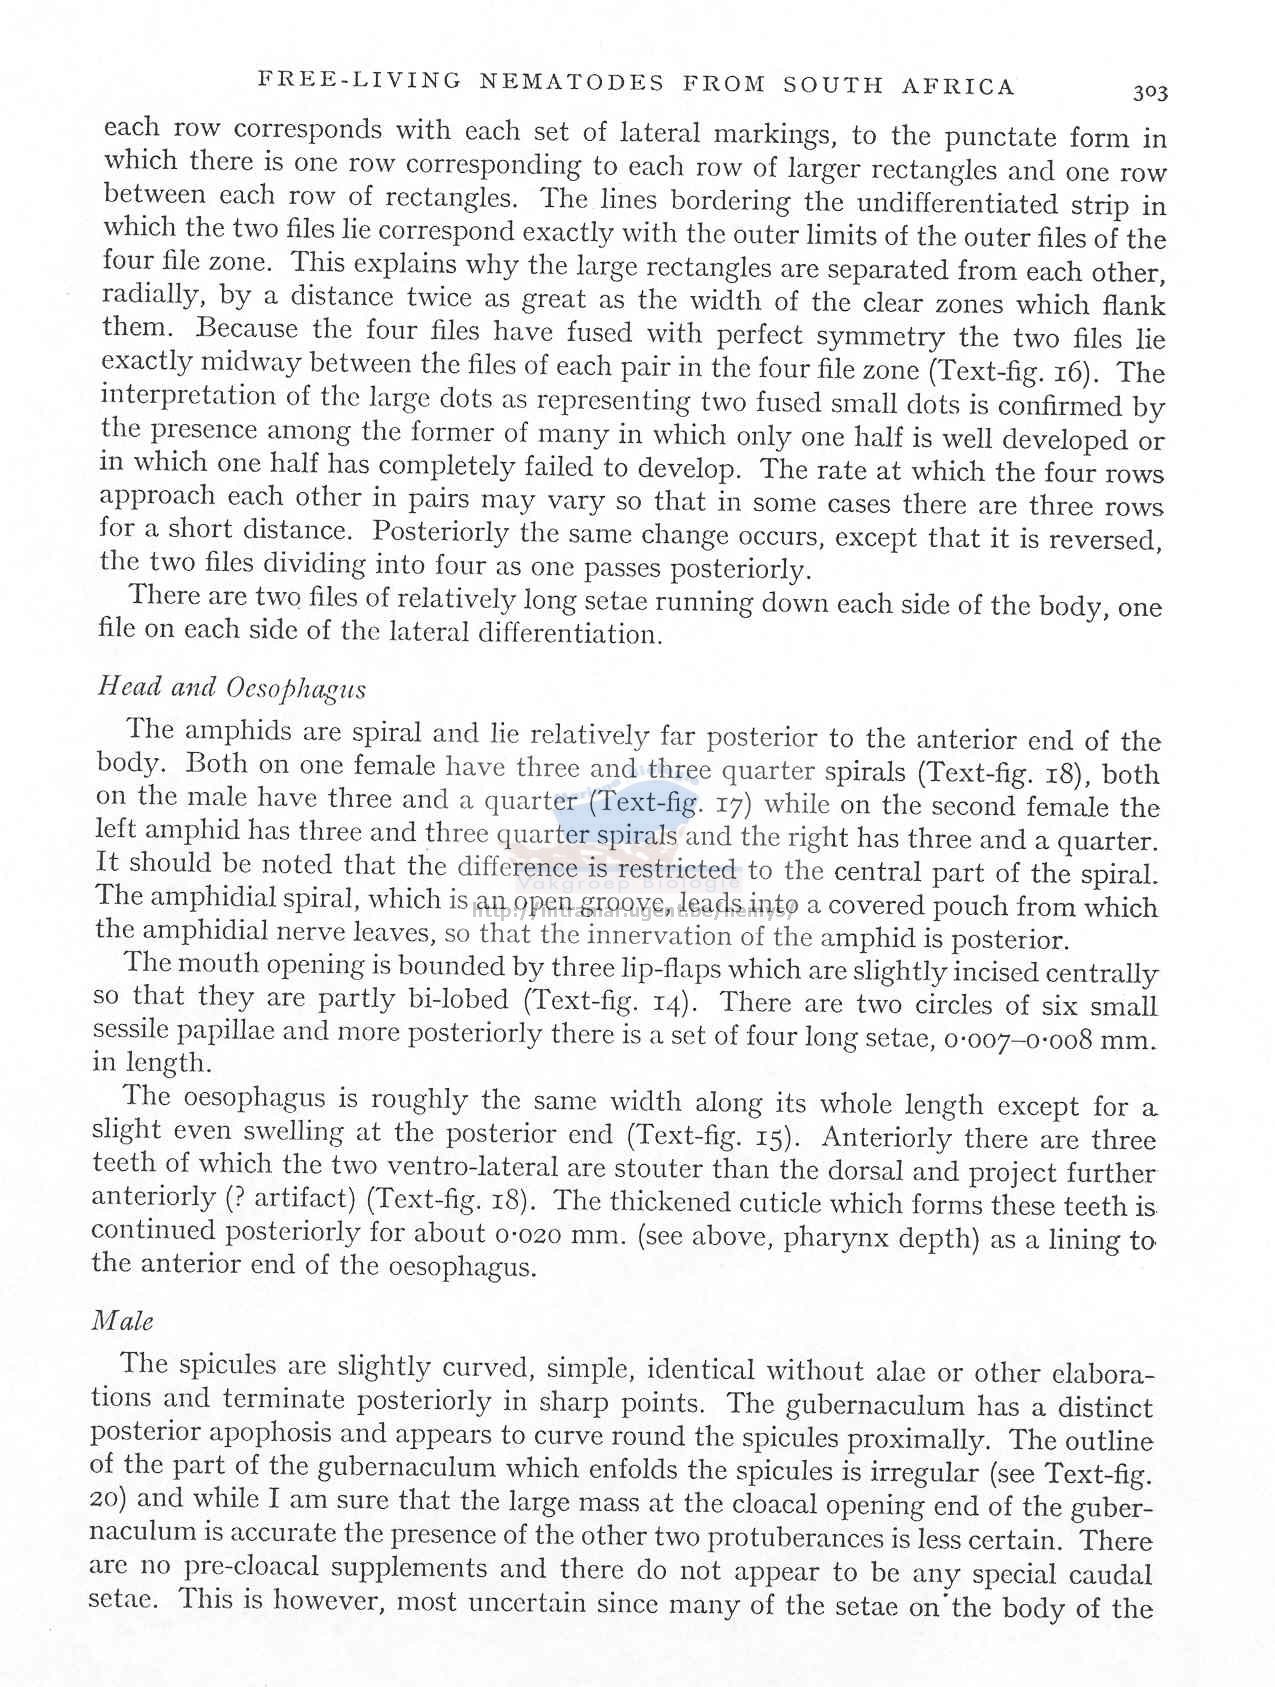 FREE-LIVING NEMATODES FROM SOUTH AFRICA 303
each row corresponds with each set of lateral markings, to the punctate form in
which there is one row corresponding to each row of larger rectangles and one row
between each row of rectangles. The lines bordering the undifferentiated strip in
which the two files lie correspond exactly with the outer limits of the outer files of the
four file zone. This explains why the large rectangles are separated from each other,
radially, by a distance twice as great as the width of the clear zones which flank
them. Because the four files have fused with perfect symmetry the two files lie
exactly midway between the files of each pair in the four file zone (Text-fig. 16). The
interpretation of the large dots as representing two fused small dots is confirmed by
the presence among the former of many in which only one half is well developed or
in which one half has completely failed to develop. The rate at which the four rows
approach each other in pairs may vary so that in some cases there are three rows
for a short distance. Posteriorly the same change occurs, except that it is reversed,
the two files dividing into four as one passes posteriorly.
There are two files of relatively long setae running down each side of the body, one
file on each side of the lateral differentiation.
Head and Oesophagus
The amphids are spiral and lie relatively far posterior to the anterior end of the
body. Both on one female have three and three quarter spirals (Text-fig. 18), both
on the male have three and a quarter (Text-fig. 17) while on the second female the
left amphid has three and three quarter spirals and the right has three and a quarter.
It should be noted that the difference is restricted to the central part of the spiral.
Vakgroep Biologie
The amphidial spiral, which is an open groove, leads into a covered pouch from which
http://intramar.ugent.be/nemys/
the amphidial nerve leaves, so that the innervation of the amphid is posterior.
The mouth opening is bounded by three lip-flaps which are slightly incised centrally
so that they are partly bi-lobed (Text-fig. 14). There are two circles of six small
sessile papillae and more posteriorly there is a set of four long setae, 0·007–0·008 mm.
in length.
The oesophagus is roughly the same width along its whole length except for a
slight even swelling at the posterior end (Text-fig. 15). Anteriorly there are three
teeth of which the two ventro-lateral are stouter than the dorsal and project further
anteriorly (? artifact) (Text-fig. 18). The thickened cuticle which forms these teeth is
continued posteriorly for about 0·020 mm. (see above, pharynx depth) as a lining to
the anterior end of the oesophagus.
Male
The spicules are slightly curved, simple, identical without alae or other elabora-
tions and terminate posteriorly in sharp points. The gubernaculum has a distinct
posterior apophosis and appears to curve round the spicules proximally. The outline
of the part of the gubernaculum which enfolds the spicules is irregular (see Text-fig.
20) and while I am sure that the large mass at the cloacal opening end of the guber-
naculum is accurate the presence of the other two protuberances is less certain. There
are no pre-cloacal supplements and there do not appear to be any special caudal
setae. This is however, most uncertain since many of the setae on the body of the